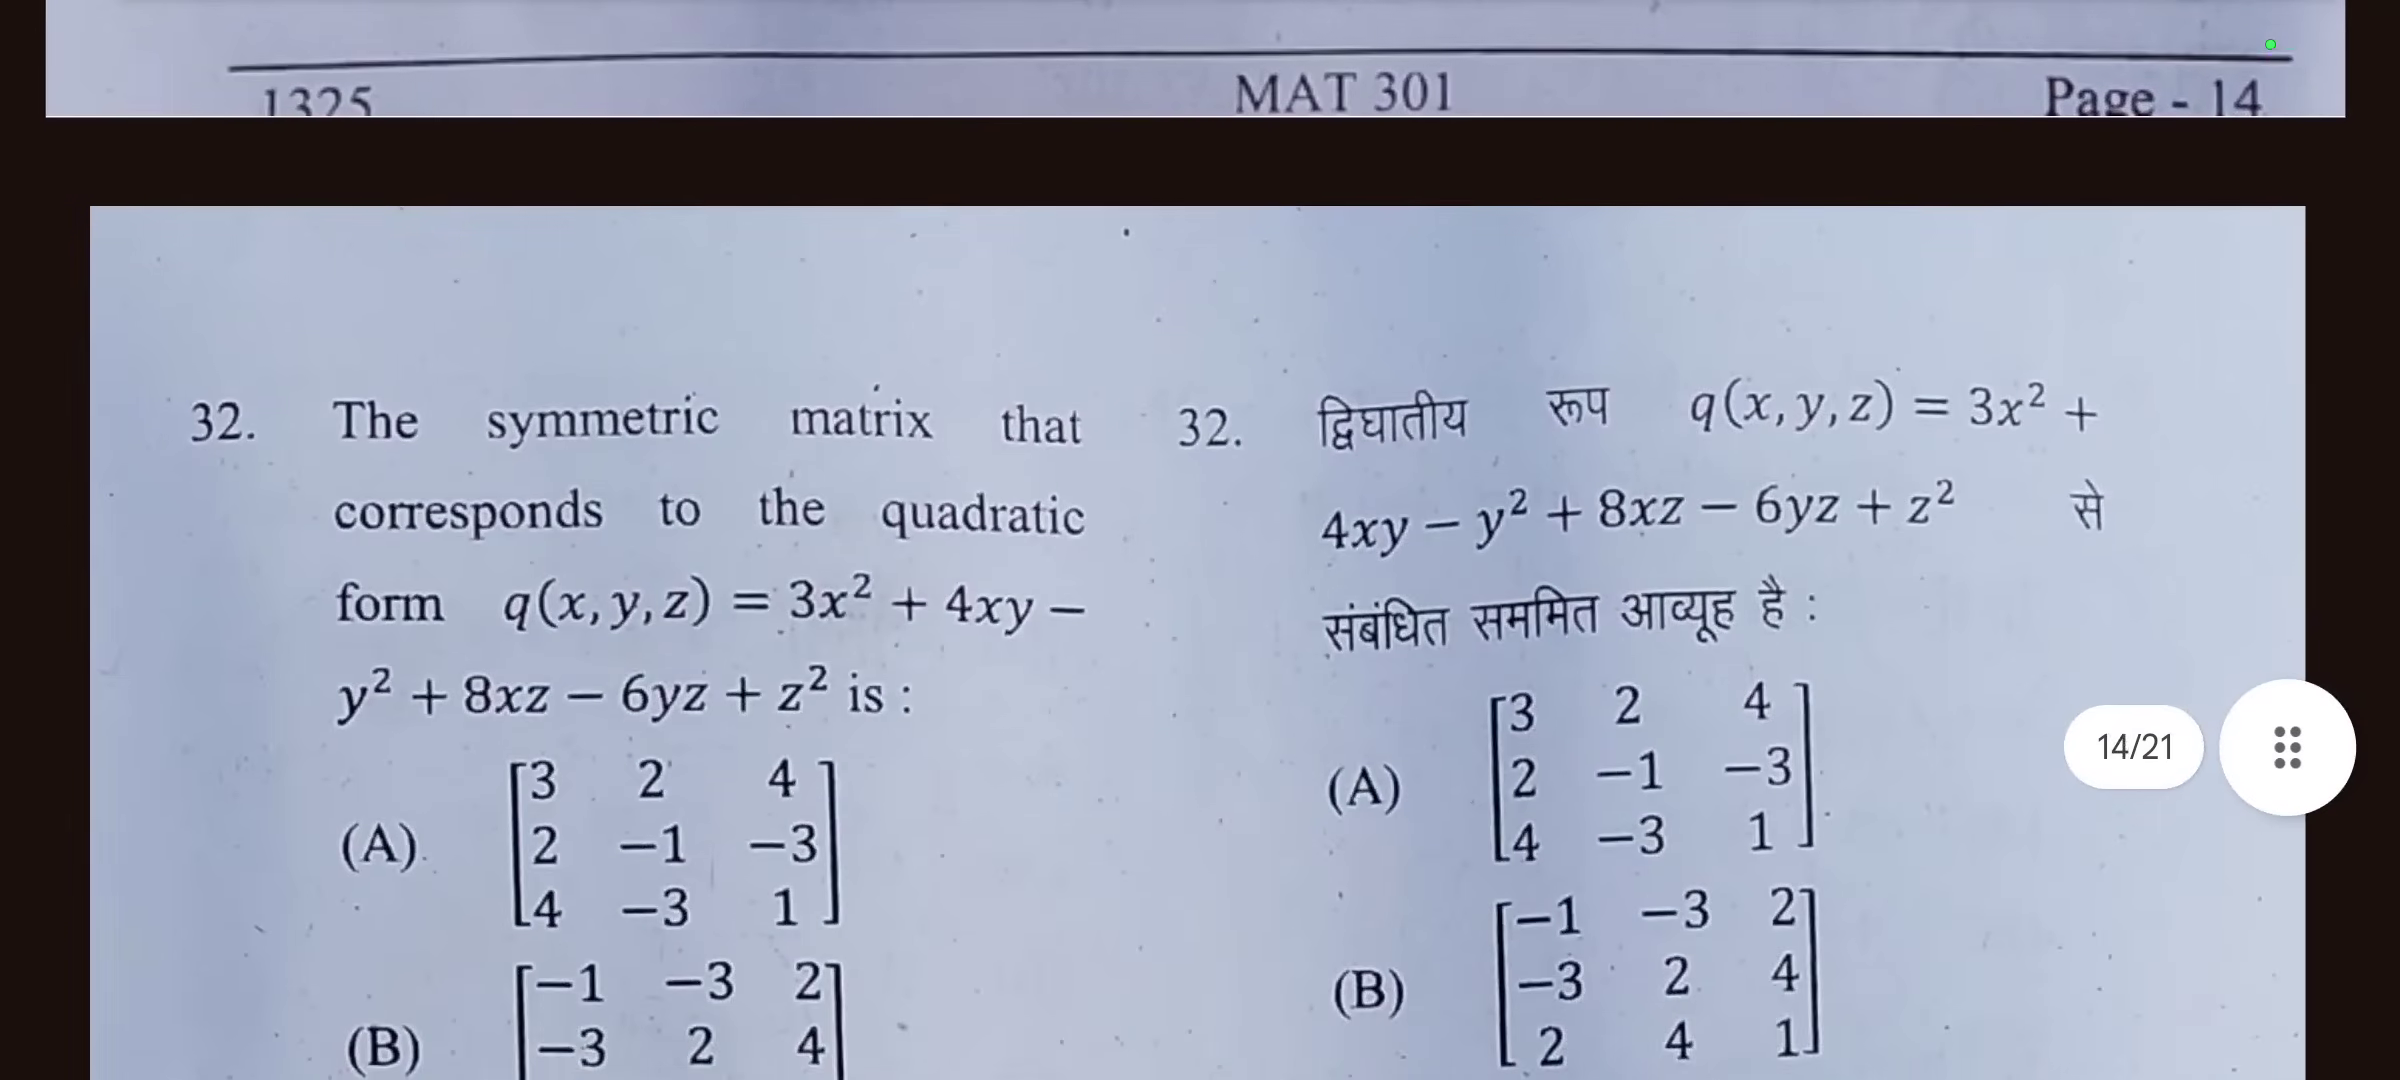 1325 MAT 301 Page - 14
32. The symmetric matrix that
corresponds to the quadratic
form q(x, y, z) = 3x² + 4xy −
y² + 8xz − 6yz + z² is :
(A) [3 2 4
2 −1 −3
4 −3 1]
(B) [−1 −3 2
−3 2 4
32. द्विघातीय रूप q(x, y, z) = 3x² +
4xy − y² + 8xz − 6yz + z² से
संबंधित सममित आव्यूह है :
(A) [3 2 4
2 −1 −3
4 −3 1]
(B) [−1 −3 2
−3 2 4
2 4 1]
14/21